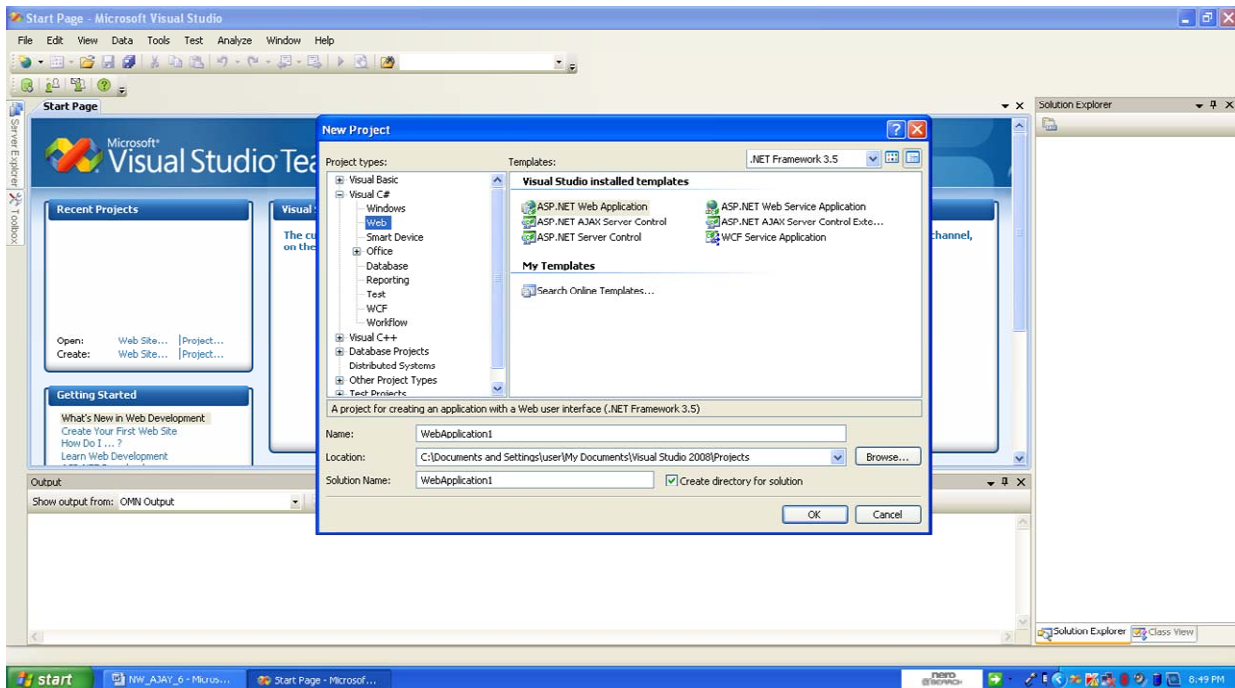 Start Page - Microsoft Visual Studio
File Edit View Data Tools Test Analyze Window Help
Start Page
Solution Explorer
Server Explorer
Toolbox
Microsoft®
Visual Studio Tea
Recent Projects
Open: Web Site... Project...
Create: Web Site... Project...
Getting Started
What's New in Web Development
Create Your First Web Site
How Do I ... ?
Learn Web Development
Visual
The cu
on the
channel,
New Project
Project types:
Visual Basic
Visual C#
Windows
Web
Smart Device
Office
Database
Reporting
Test
WCF
Workflow
Visual C++
Database Projects
Distributed Systems
Other Project Types
Test Projects
Templates:
.NET Framework 3.5
Visual Studio installed templates
ASP.NET Web Application
ASP.NET Web Service Application
ASP.NET AJAX Server Control
ASP.NET AJAX Server Control Exte...
ASP.NET Server Control
WCF Service Application
My Templates
Search Online Templates...
A project for creating an application with a Web user interface (.NET Framework 3.5)
Name: WebApplication1
Location: C:\Documents and Settings\user\My Documents\Visual Studio 2008\Projects Browse...
Solution Name: WebApplication1 Create directory for solution
OK Cancel
Output
Show output from: OMN Output
Solution Explorer Class View
start NW_AJAY_6 - Micros... Start Page - Microsof... nero SEARCH 8:49 PM